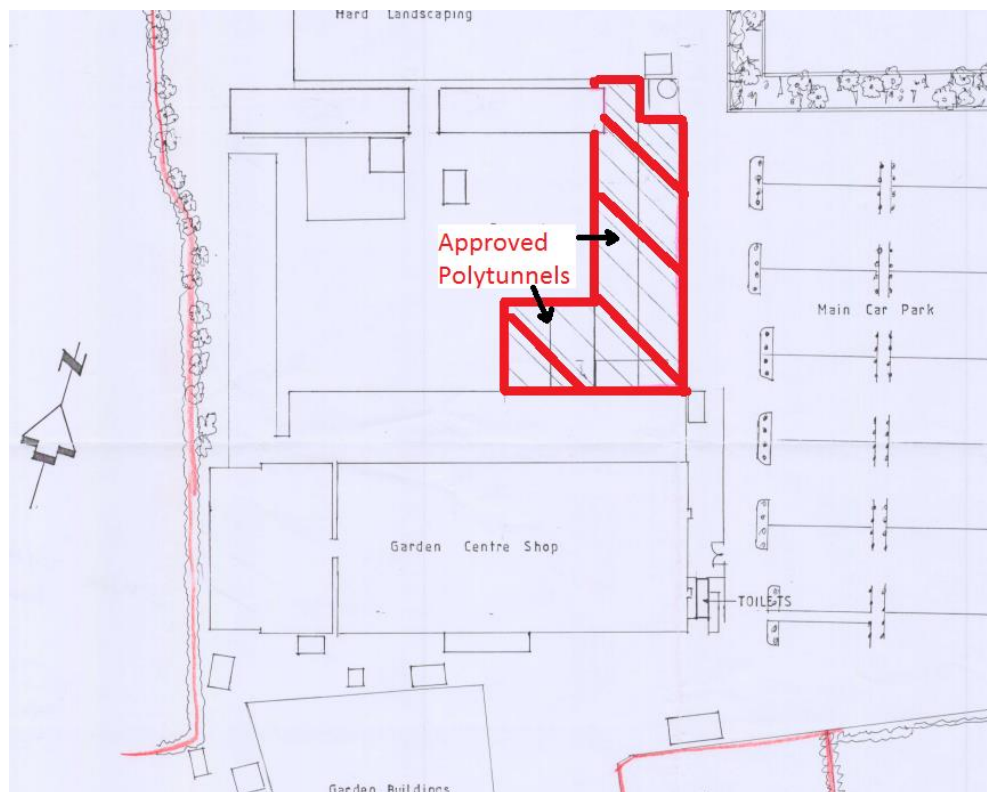 Hard Landscaping
Approved
Polytunnels
Main Car Park
Garden Centre Shop
TOILETS
Garden Buildings